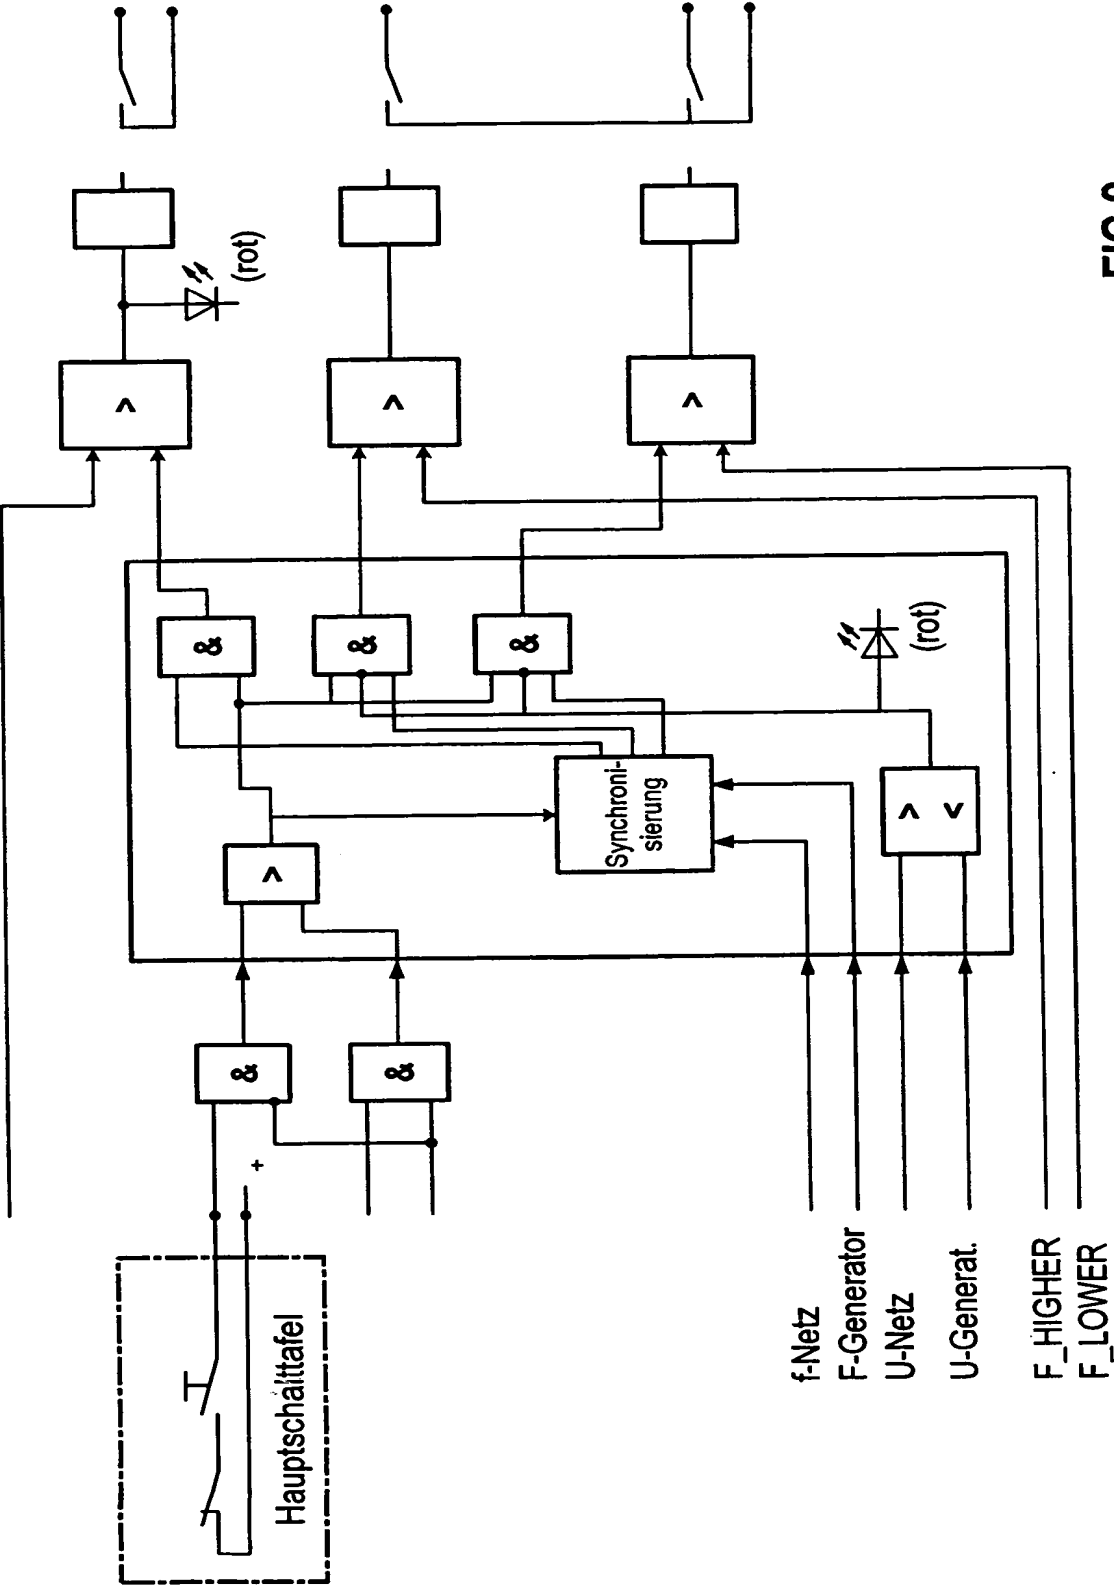 Hauptschalttafel
+
&
&
f-Netz
F-Generator
U-Netz
U-Generat.
F_HIGHER
F_LOWER
>
Synchroni-
sierung
>
<
&
&
&
(rot)
>
>
>
(rot)